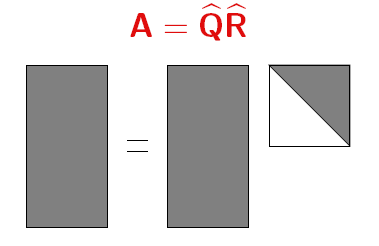 A = Q̂R̂
=